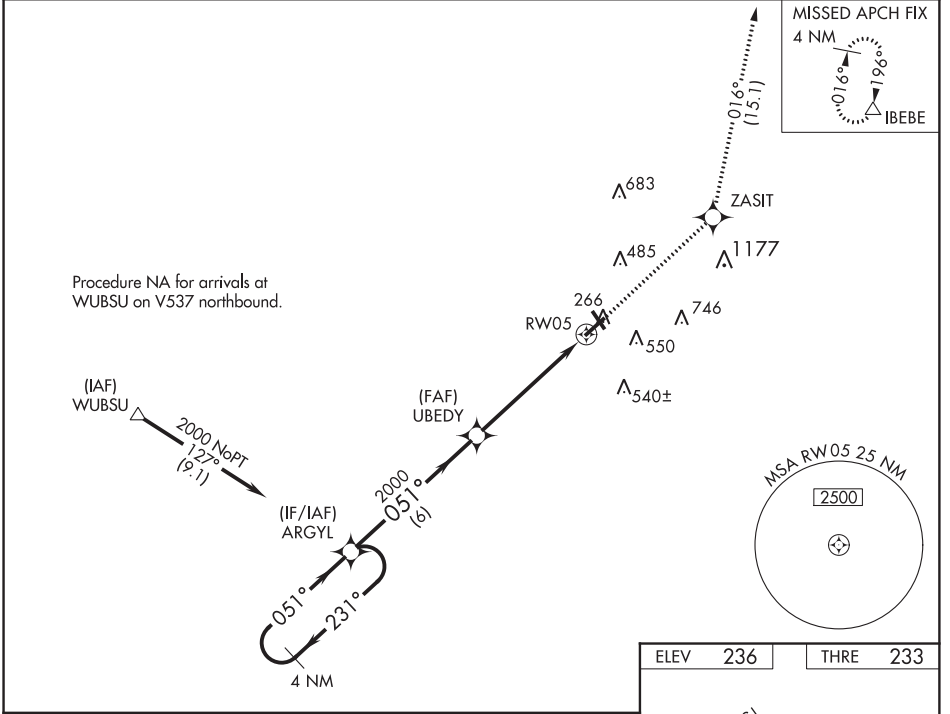 MISSED APCH FIX
4 NM
016°
196°
IBEBE
016°
(15.1)
683
ZASIT
485
1177
Procedure NA for arrivals at
WUBSU on V537 northbound.
266
746
RW05
550
(IAF)
WUBSU
(FAF)
UBEDY
540±
2000 NoPT
127°
(9.1)
2000
051°
(6)
MSA RW05 25 NM
2500
(IF/IAF)
ARGYL
051°
231°
4 NM
ELEV 236
THRE 233